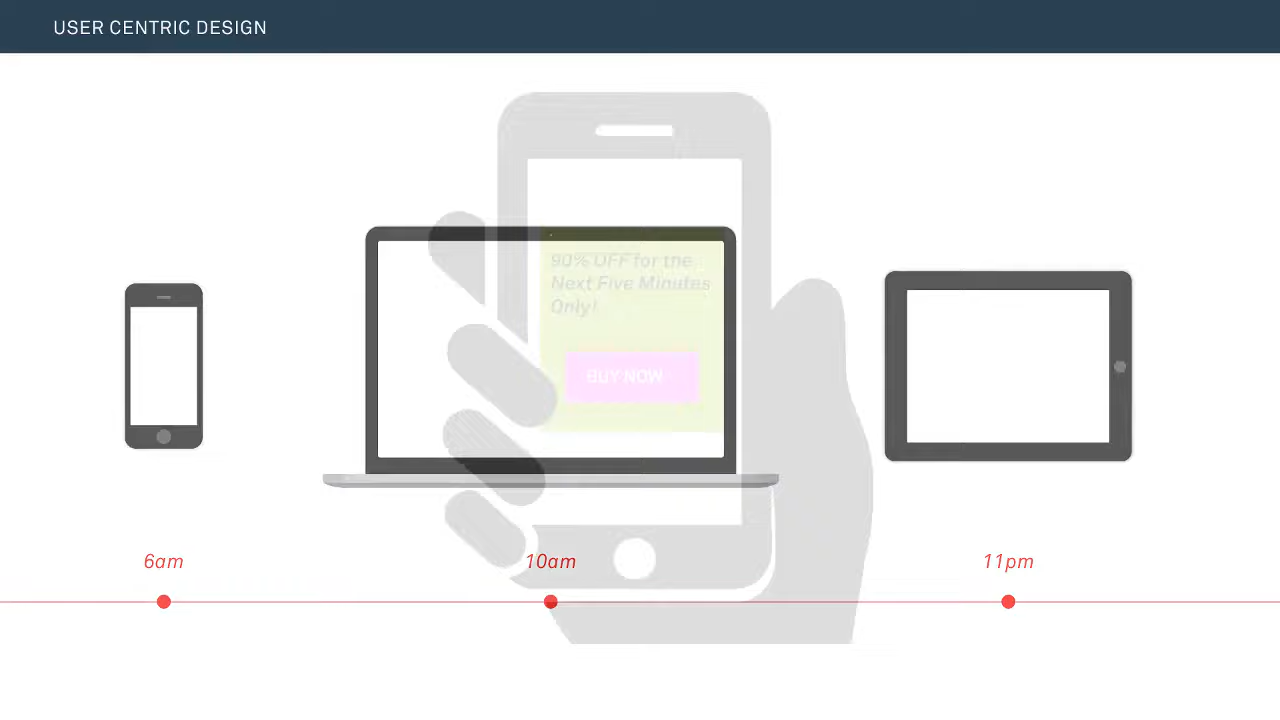 USER CENTRIC DESIGN
90% OFF for the
Next Five Minutes
Only!
BUY NOW
6am
10am
11pm